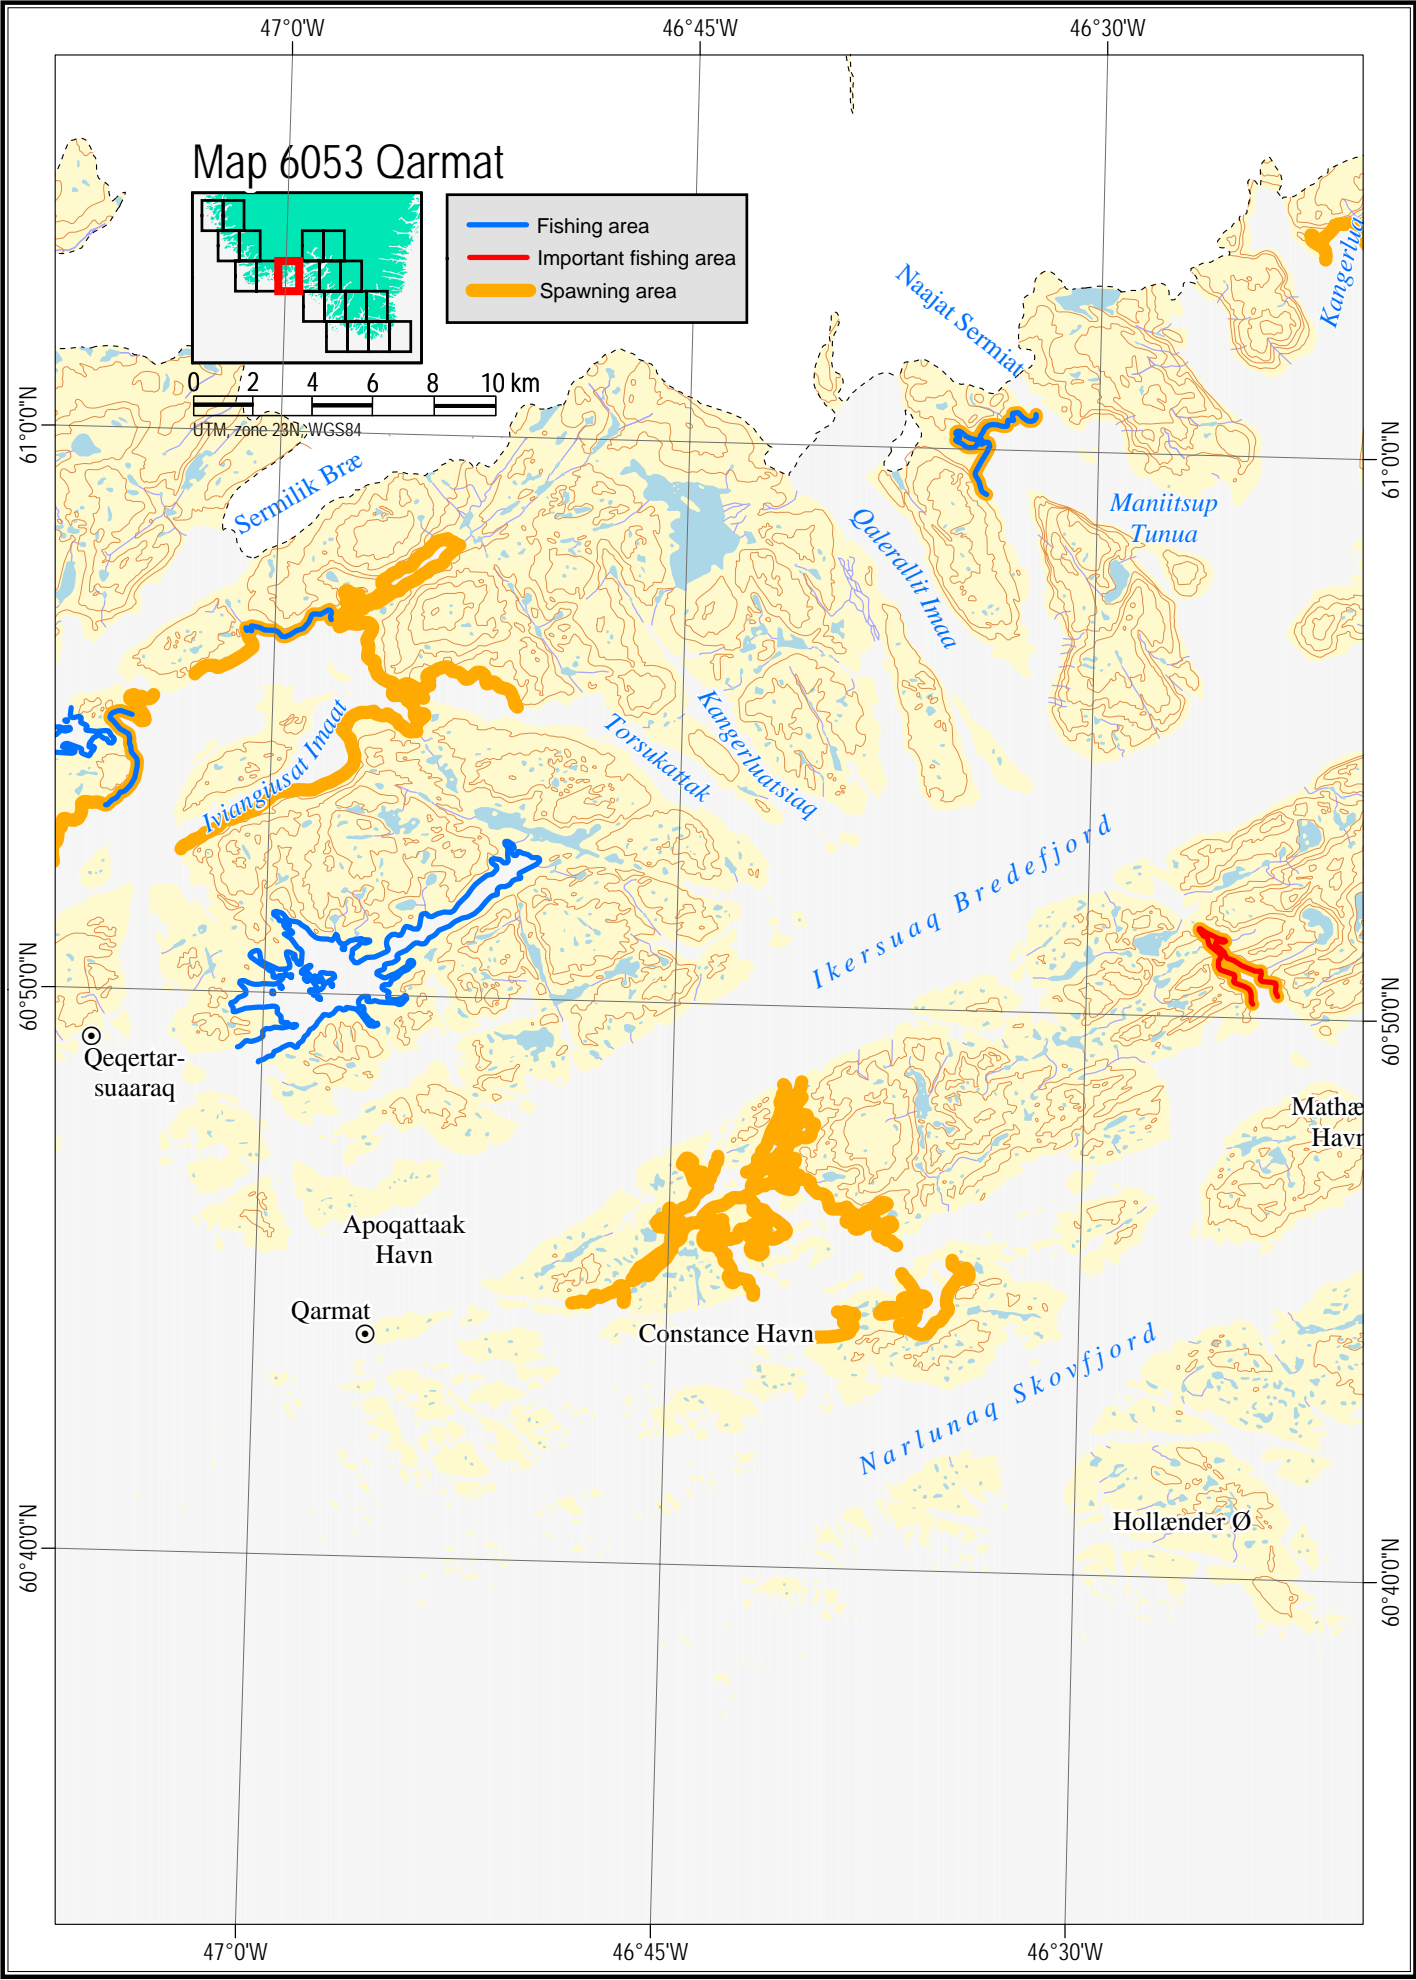 47°0'W
46°45'W
46°30'W
Map 6053 Qarmat
Fishing area
Important fishing area
Spawning area
0 2 4 6 8 10 km
UTM, zone 23N, WGS84
61°0'0"N
61°0'0"N
Kangerlua
Naajat Sermiat
Sermilik Bræ
Maniitsup
Tunua
Qalerallit Imaa
Iviangiusat Imaat
Torsukattak
Kangerluatsiaq
Ikersuaq Bredefjord
60°50'0"N
60°50'0"N
Qeqertar-
suaaraq
Mathæ
Havn
Apoqattaak
Havn
Qarmat
Constance Havn
Narlunaq Skovfjord
Hollænder Ø
60°40'0"N
60°40'0"N
47°0'W
46°45'W
46°30'W